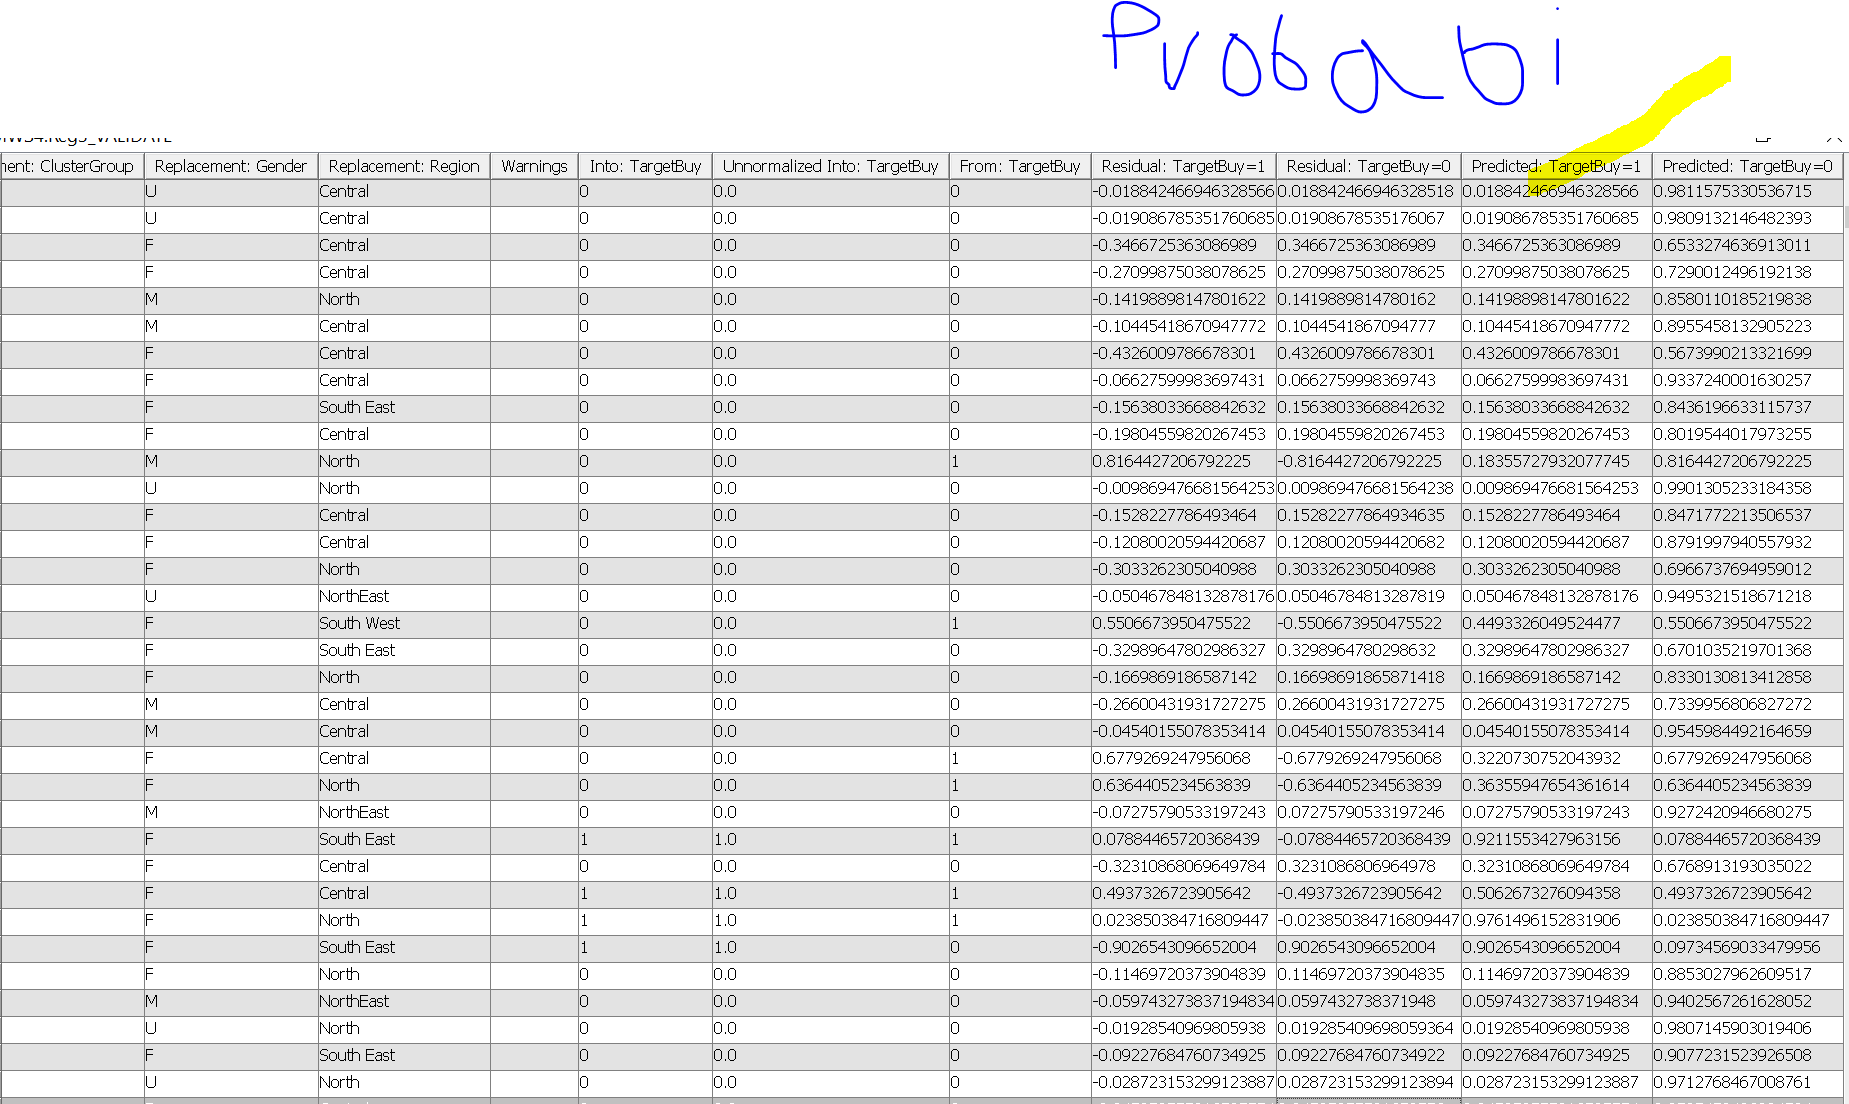 Probabi
ment: ClusterGroup Replacement: Gender Replacement: Region Warnings Into: TargetBuy Unnormalized Into: TargetBuy From: TargetBuy Residual: TargetBuy=1 Residual: TargetBuy=0 Predicted: TargetBuy=1 Predicted: TargetBuy=0
U Central 0 0.0 0 -0.018842466946328566 0.018842466946328518 0.018842466946328566 0.9811575330536715
U Central 0 0.0 0 -0.019086785351760685 0.01908678535176067 0.019086785351760685 0.9809132146482393
F Central 0 0.0 0 -0.3466725363086989 0.3466725363086989 0.3466725363086989 0.6533274636913011
F Central 0 0.0 0 -0.27099875038078625 0.27099875038078625 0.27099875038078625 0.7290012496192138
M North 0 0.0 0 -0.14198898147801622 0.1419889814780162 0.14198898147801622 0.8580110185219838
M Central 0 0.0 0 -0.10445418670947772 0.1044541867094777 0.10445418670947772 0.8955458132905223
F Central 0 0.0 0 -0.4326009786678301 0.4326009786678301 0.4326009786678301 0.5673990213321699
F Central 0 0.0 0 -0.06627599983697431 0.0662759998369743 0.06627599983697431 0.9337240001630257
F South East 0 0.0 0 -0.15638033668842632 0.15638033668842632 0.15638033668842632 0.8436196633115737
F Central 0 0.0 0 -0.19804559820267453 0.19804559820267453 0.19804559820267453 0.8019544017973255
M North 0 0.0 1 0.8164427206792225 -0.8164427206792225 0.18355727932077745 0.8164427206792225
U North 0 0.0 0 -0.009869476681564253 0.009869476681564238 0.009869476681564253 0.9901305233184358
F Central 0 0.0 0 -0.1528227786493464 0.15282277864934635 0.1528227786493464 0.8471772213506537
F Central 0 0.0 0 -0.12080020594420687 0.12080020594420682 0.12080020594420687 0.8791997940557932
F North 0 0.0 0 -0.3033262305040988 0.3033262305040988 0.3033262305040988 0.6966737694959012
U NorthEast 0 0.0 0 -0.050467848132878176 0.05046784813287819 0.050467848132878176 0.9495321518671218
F South West 0 0.0 1 0.5506673950475522 -0.5506673950475522 0.4493326049524477 0.5506673950475522
F South East 0 0.0 0 -0.32989647802986327 0.3298964780298632 0.32989647802986327 0.6701035219701368
F North 0 0.0 0 -0.1669869186587142 0.16698691865871418 0.1669869186587142 0.8330130813412858
M Central 0 0.0 0 -0.26600431931727275 0.26600431931727275 0.26600431931727275 0.7339956806827272
M Central 0 0.0 0 -0.04540155078353414 0.04540155078353414 0.04540155078353414 0.9545984492164659
F Central 0 0.0 1 0.6779269247956068 -0.6779269247956068 0.3220730752043932 0.6779269247956068
F North 0 0.0 1 0.6364405234563839 -0.6364405234563839 0.36355947654361614 0.6364405234563839
M NorthEast 0 0.0 0 -0.07275790533197243 0.07275790533197246 0.07275790533197243 0.9272420946680275
F South East 1 1.0 1 0.07884465720368439 -0.07884465720368439 0.9211553427963156 0.07884465720368439
F Central 0 0.0 0 -0.32310868069649784 0.3231086806964978 0.32310868069649784 0.6768913193035022
F Central 1 1.0 1 0.4937326723905642 -0.4937326723905642 0.5062673276094358 0.4937326723905642
F North 1 1.0 1 0.023850384716809447 -0.023850384716809447 0.9761496152831906 0.023850384716809447
F South East 1 1.0 0 -0.9026543096652004 0.9026543096652004 0.9026543096652004 0.09734569033479956
F North 0 0.0 0 -0.11469720373904839 0.11469720373904835 0.11469720373904839 0.8853027962609517
M NorthEast 0 0.0 0 -0.059743273837194834 0.0597432738371948 0.059743273837194834 0.9402567261628052
U North 0 0.0 0 -0.01928540969805938 0.019285409698059364 0.01928540969805938 0.9807145903019406
F South East 0 0.0 0 -0.09227684760734925 0.09227684760734922 0.09227684760734925 0.9077231523926508
U North 0 0.0 0 -0.028723153299123887 0.028723153299123894 0.028723153299123887 0.9712768467008761